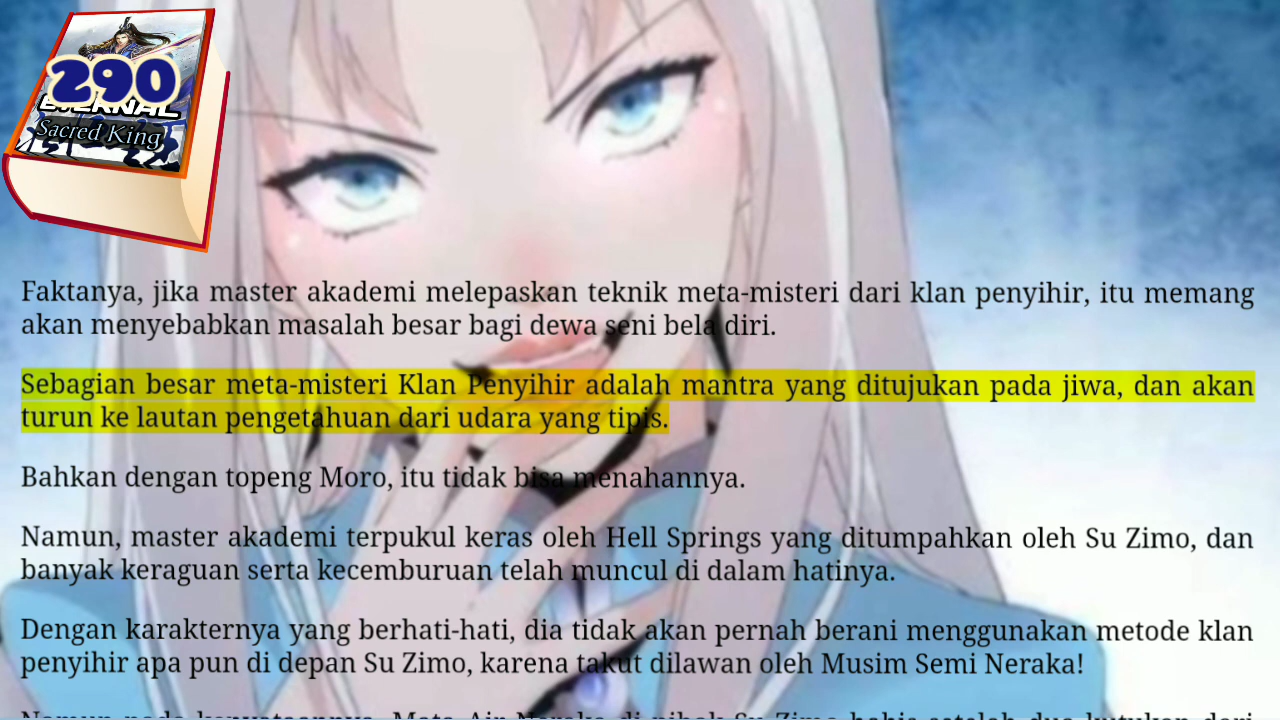 290
ETERNAL
Sacred King
Faktanya, jika master akademi melepaskan teknik meta-misteri dari klan penyihir, itu memang
akan menyebabkan masalah besar bagi dewa seni bela diri.
Sebagian besar meta-misteri Klan Penyihir adalah mantra yang ditujukan pada jiwa, dan akan
turun ke lautan pengetahuan dari udara yang tipis.
Bahkan dengan topeng Moro, itu tidak bisa menahannya.
Namun, master akademi terpukul keras oleh Hell Springs yang ditumpahkan oleh Su Zimo, dan
banyak keraguan serta kecemburuan telah muncul di dalam hatinya.
Dengan karakternya yang berhati-hati, dia tidak akan pernah berani menggunakan metode klan
penyihir apa pun di depan Su Zimo, karena takut dilawan oleh Musim Semi Neraka!